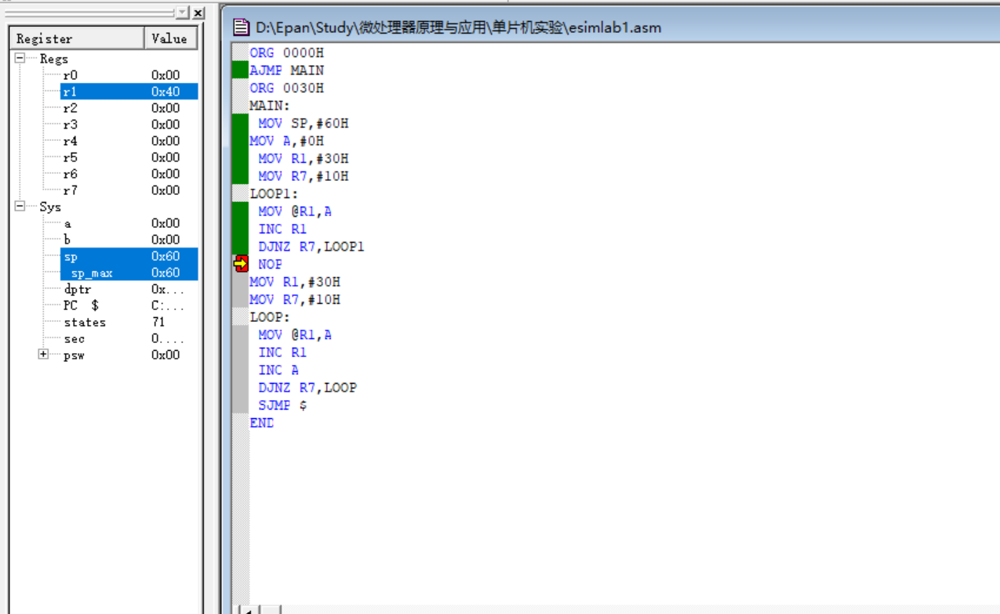 Register Value
Regs
r0 0x00
r1 0x40
r2 0x00
r3 0x00
r4 0x00
r5 0x00
r6 0x00
r7 0x00
Sys
a 0x00
b 0x00
sp 0x60
sp_max 0x60
dptr 0x...
PC $ C:...
states 71
sec 0....
psw 0x00
D:\Epan\Study\微处理器原理与应用\单片机实验\esimlab1.asm
ORG 0000H
AJMP MAIN
ORG 0030H
MAIN:
MOV SP,#60H
MOV A,#0H
MOV R1,#30H
MOV R7,#10H
LOOP1:
MOV @R1,A
INC R1
DJNZ R7,LOOP1
NOP
MOV R1,#30H
MOV R7,#10H
LOOP:
MOV @R1,A
INC R1
INC A
DJNZ R7,LOOP
SJMP $
END